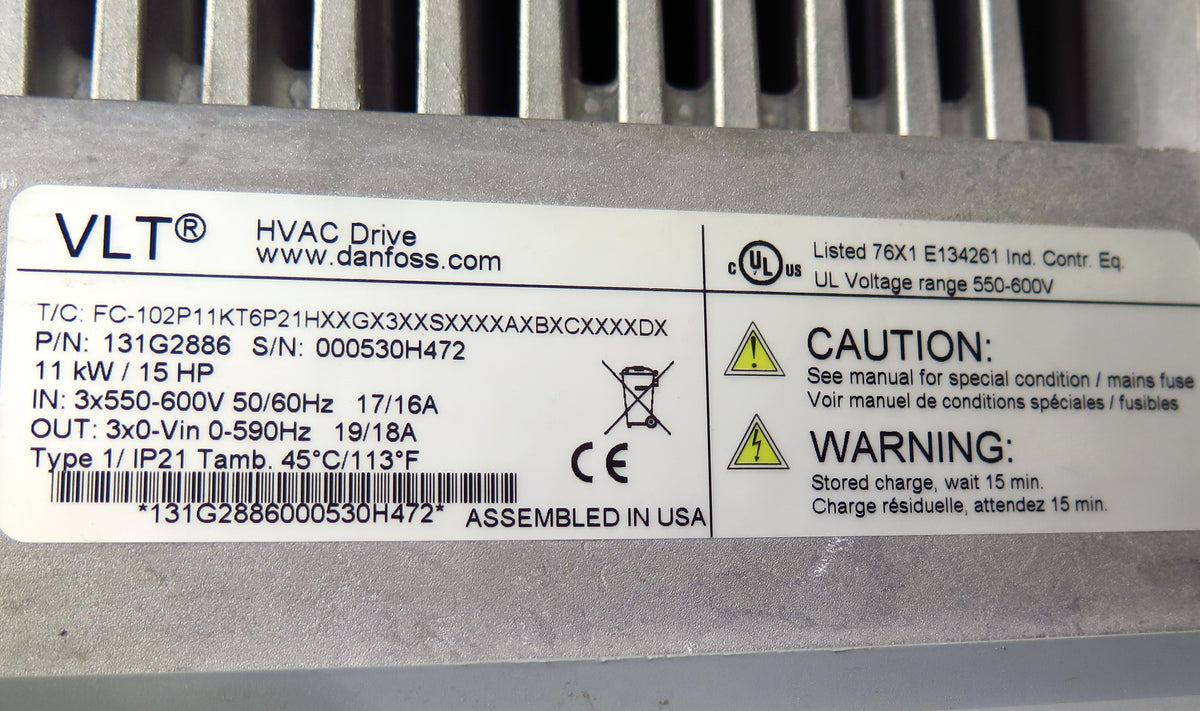 VLT®
HVAC Drive
www.danfoss.com
T/C: FC-102P11KT6P21HXXGX3XXSXXXXAXBXCXXXXDX
P/N: 131G2886 S/N: 000530H472
11 kW / 15 HP
IN: 3x550-600V 50/60Hz 17/16A
OUT: 3x0-Vin 0-590Hz 19/18A
Type 1/ IP21 Tamb. 45°C/113°F
*131G2886000530H472* ASSEMBLED IN USA
CE
c UL US
Listed 76X1 E134261 Ind. Contr. Eq.
UL Voltage range 550-600V
CAUTION:
See manual for special condition / mains fuse
Voir manuel de conditions spéciales / fusibles
WARNING:
Stored charge, wait 15 min.
Charge résiduelle, attendez 15 min.